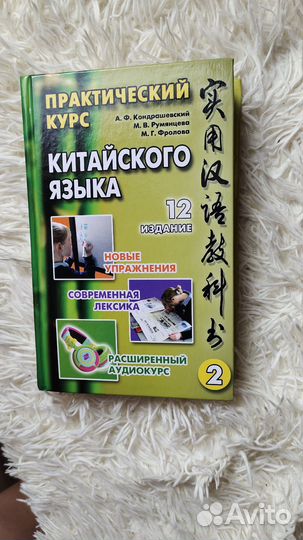 ПРАКТИЧЕСКИЙ
КУРС
А. Ф. Кондрашевский
М. В. Румянцева
М. Г. Фролова
КИТАЙСКОГО
ЯЗЫКА
12
ИЗДАНИЕ
НОВЫЕ
УПРАЖНЕНИЯ
СОВРЕМЕННАЯ
ЛЕКСИКА
РАСШИРЕННЫЙ
АУДИОКУРС
实用汉语教科书
2
Avito